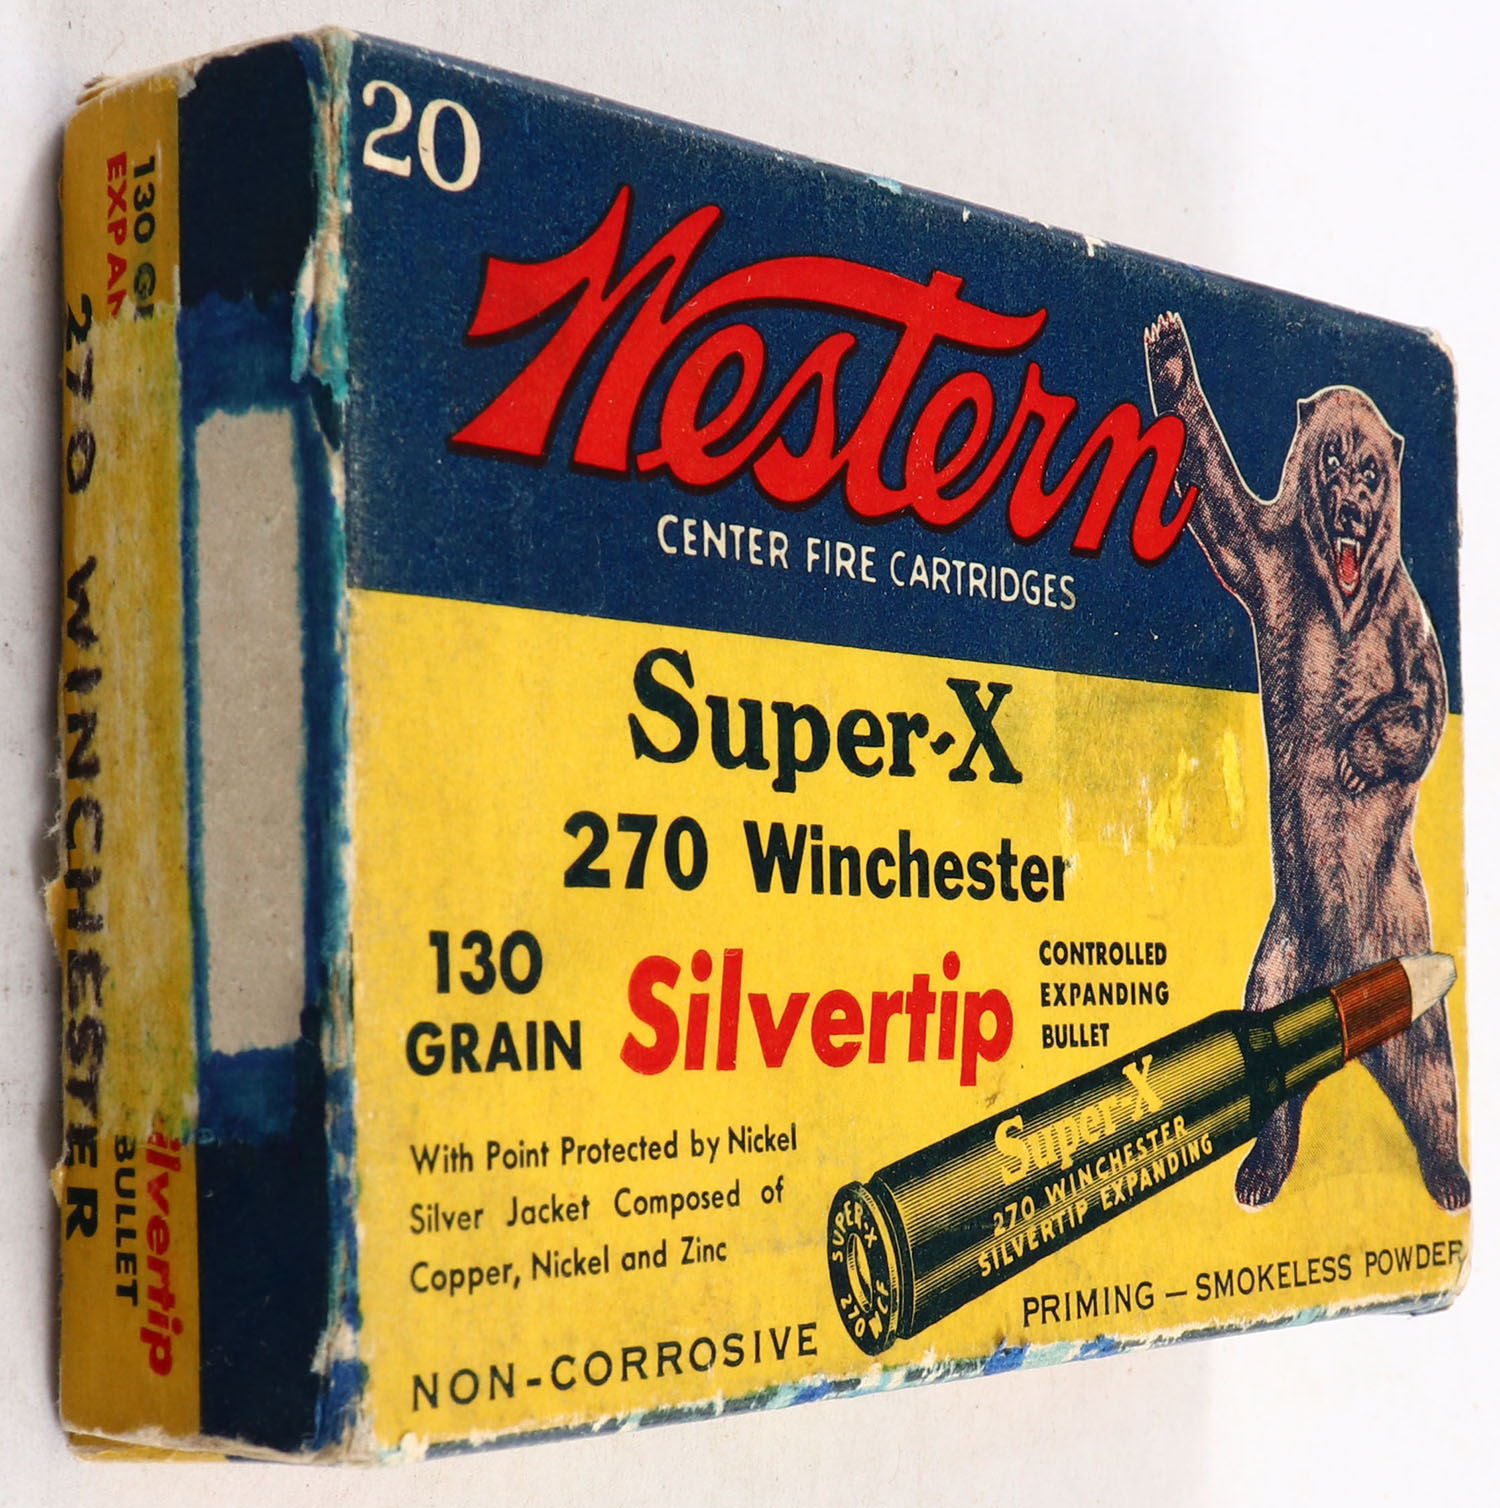 20
Western
CENTER FIRE CARTRIDGES
Super-X
270 Winchester
130
GRAIN
Silvertip
CONTROLLED
EXPANDING
BULLET
With Point Protected by Nickel
Silver Jacket Composed of
Copper, Nickel and Zinc
Super-X
270 WINCHESTER
SILVERTIP EXPANDING
SUPER-X
270 WCF
NON-CORROSIVE PRIMING – SMOKELESS POWDER
130
270 WINCHESTER
BULLET